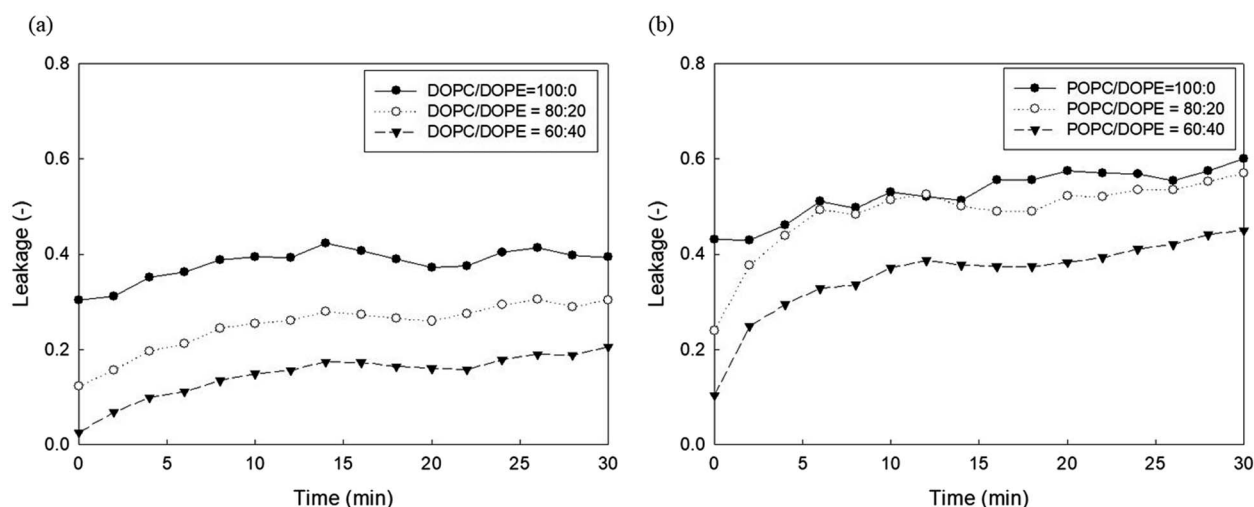 (a)
0.8
0.6
0.4
0.2
0.0
Leakage (-)
DOPC/DOPE=100:0
DOPC/DOPE = 80:20
DOPC/DOPE = 60:40
0 5 10 15 20 25 30
Time (min)
(b)
0.8
0.6
0.4
0.2
0.0
Leakage (-)
POPC/DOPE=100:0
POPC/DOPE = 80:20
POPC/DOPE = 60:40
0 5 10 15 20 25 30
Time (min)